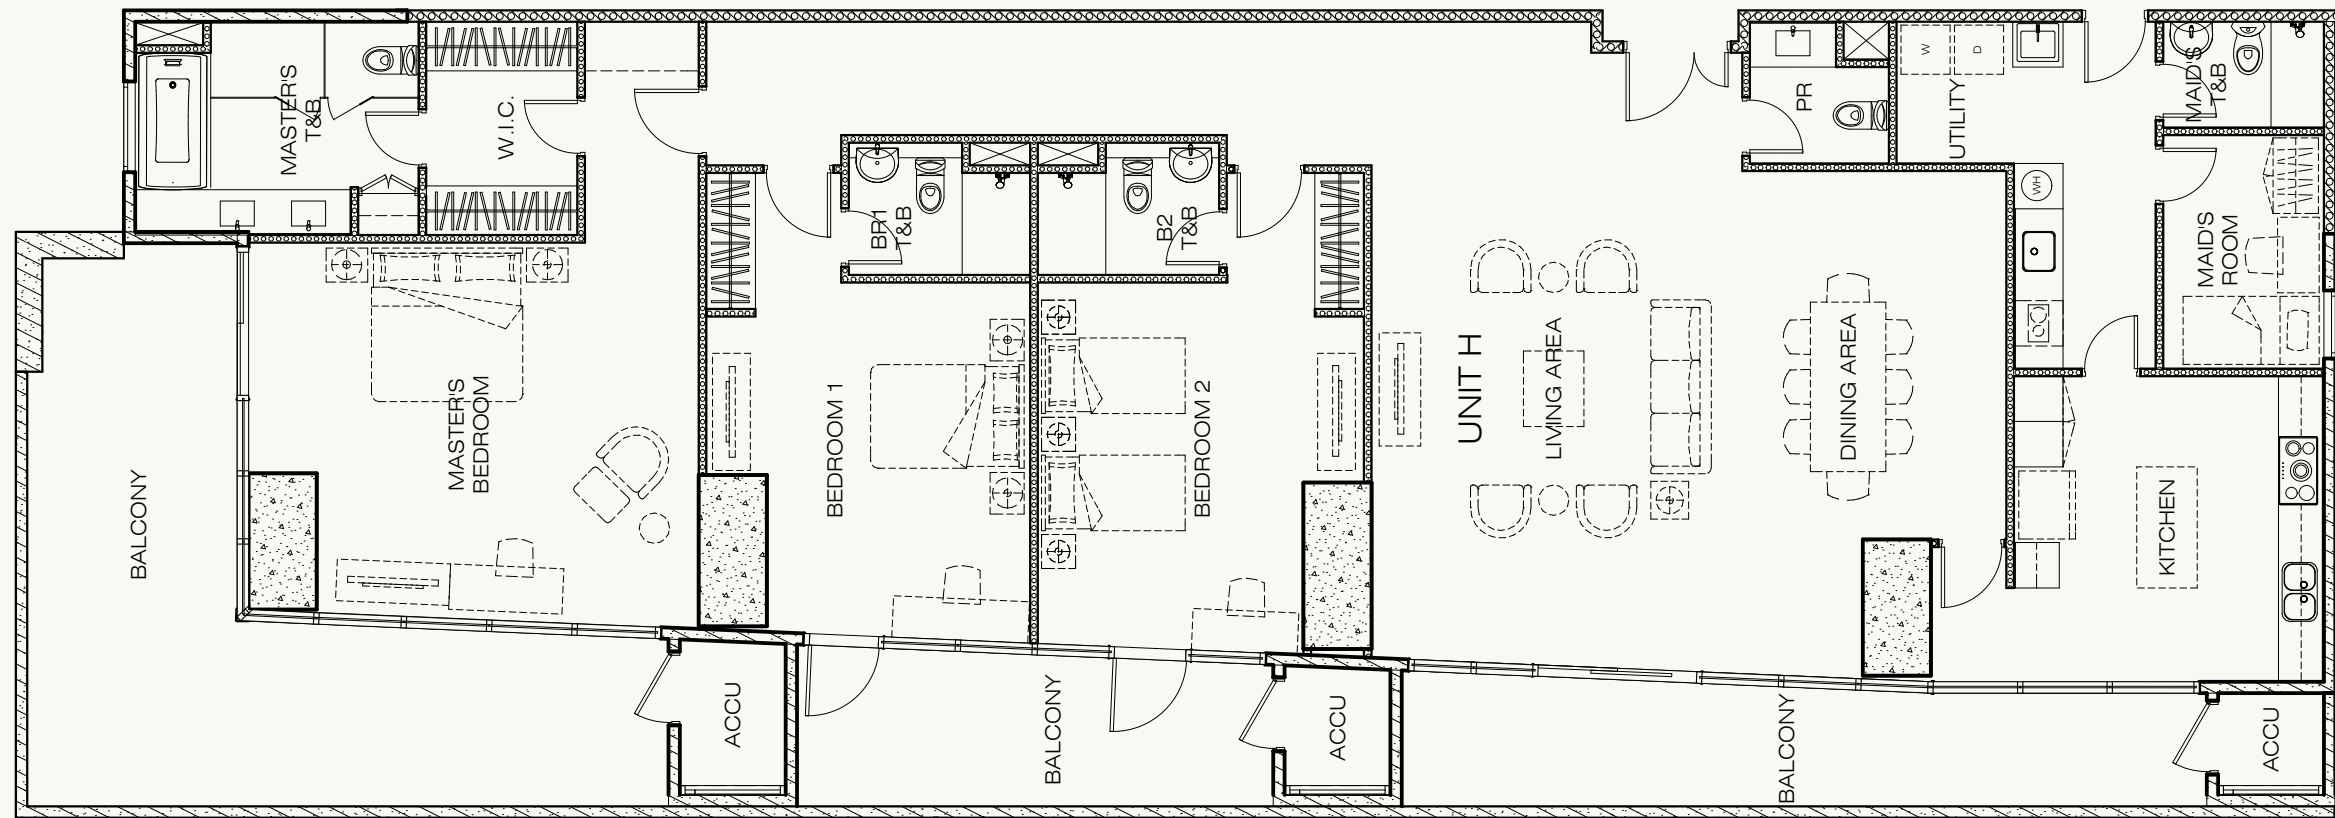 MASTER'S
T&B
W.I.C.
PR
W
D
UTILITY
MAID'S
T&B
BR1
T&B
B2
T&B
WH
MAID'S
ROOM
BALCONY
MASTER'S
BEDROOM
BEDROOM 1
BEDROOM 2
UNIT H
LIVING AREA
DINING AREA
KITCHEN
ACCU
BALCONY
ACCU
BALCONY
ACCU